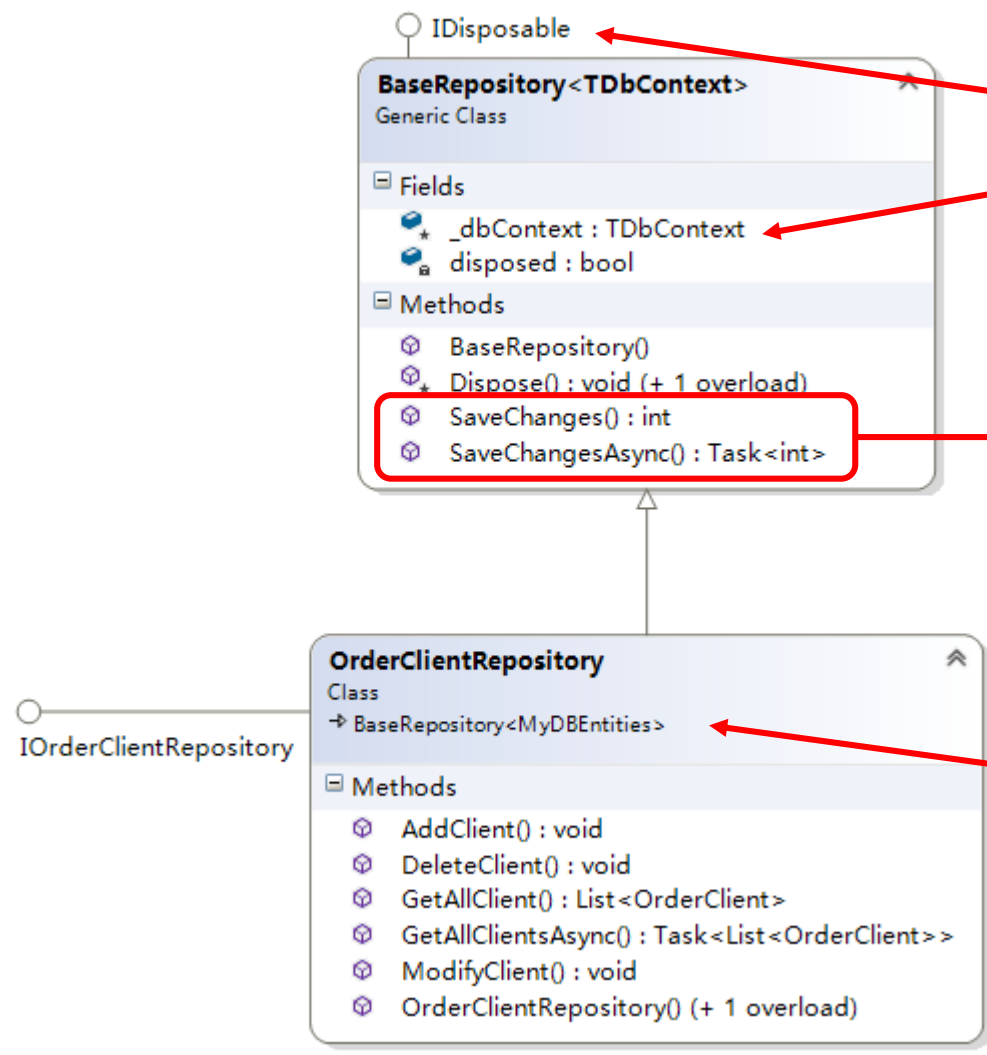 IDisposable
BaseRepository<TDbContext>
Generic Class
Fields
_dbContext : TDbContext
disposed : bool
Methods
BaseRepository()
Dispose() : void (+ 1 overload)
SaveChanges() : int
SaveChangesAsync() : Task<int>
OrderClientRepository
Class
BaseRepository<MyDBEntities>
IOrderClientRepository
Methods
AddClient() : void
DeleteClient() : void
GetAllClient() : List<OrderClient>
GetAllClientsAsync() : Task<List<OrderClient>>
ModifyClient() : void
OrderClientRepository() (+ 1 overload)